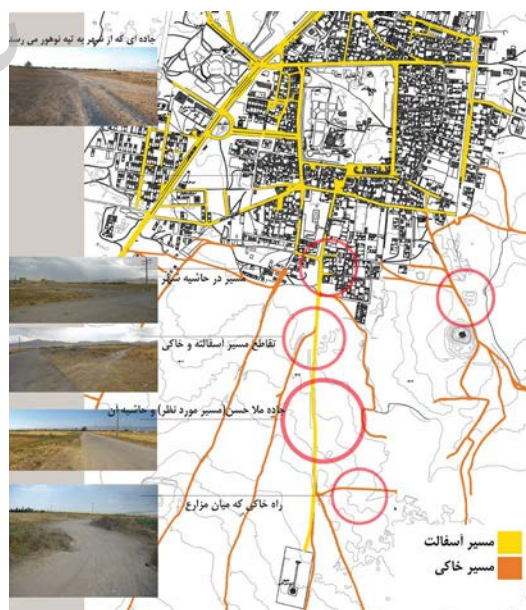 جاده ای که از شهر به تپه نوهور می رسد
مسیر در حاشیه شهر
تقاطع مسیر آسفالته و خاکی
جاده ملا حسن (مسیر مورد نظر) و حاشیه آن
راه خاکی که میان مزارع
مسیر آسفالت
مسیر خاکی